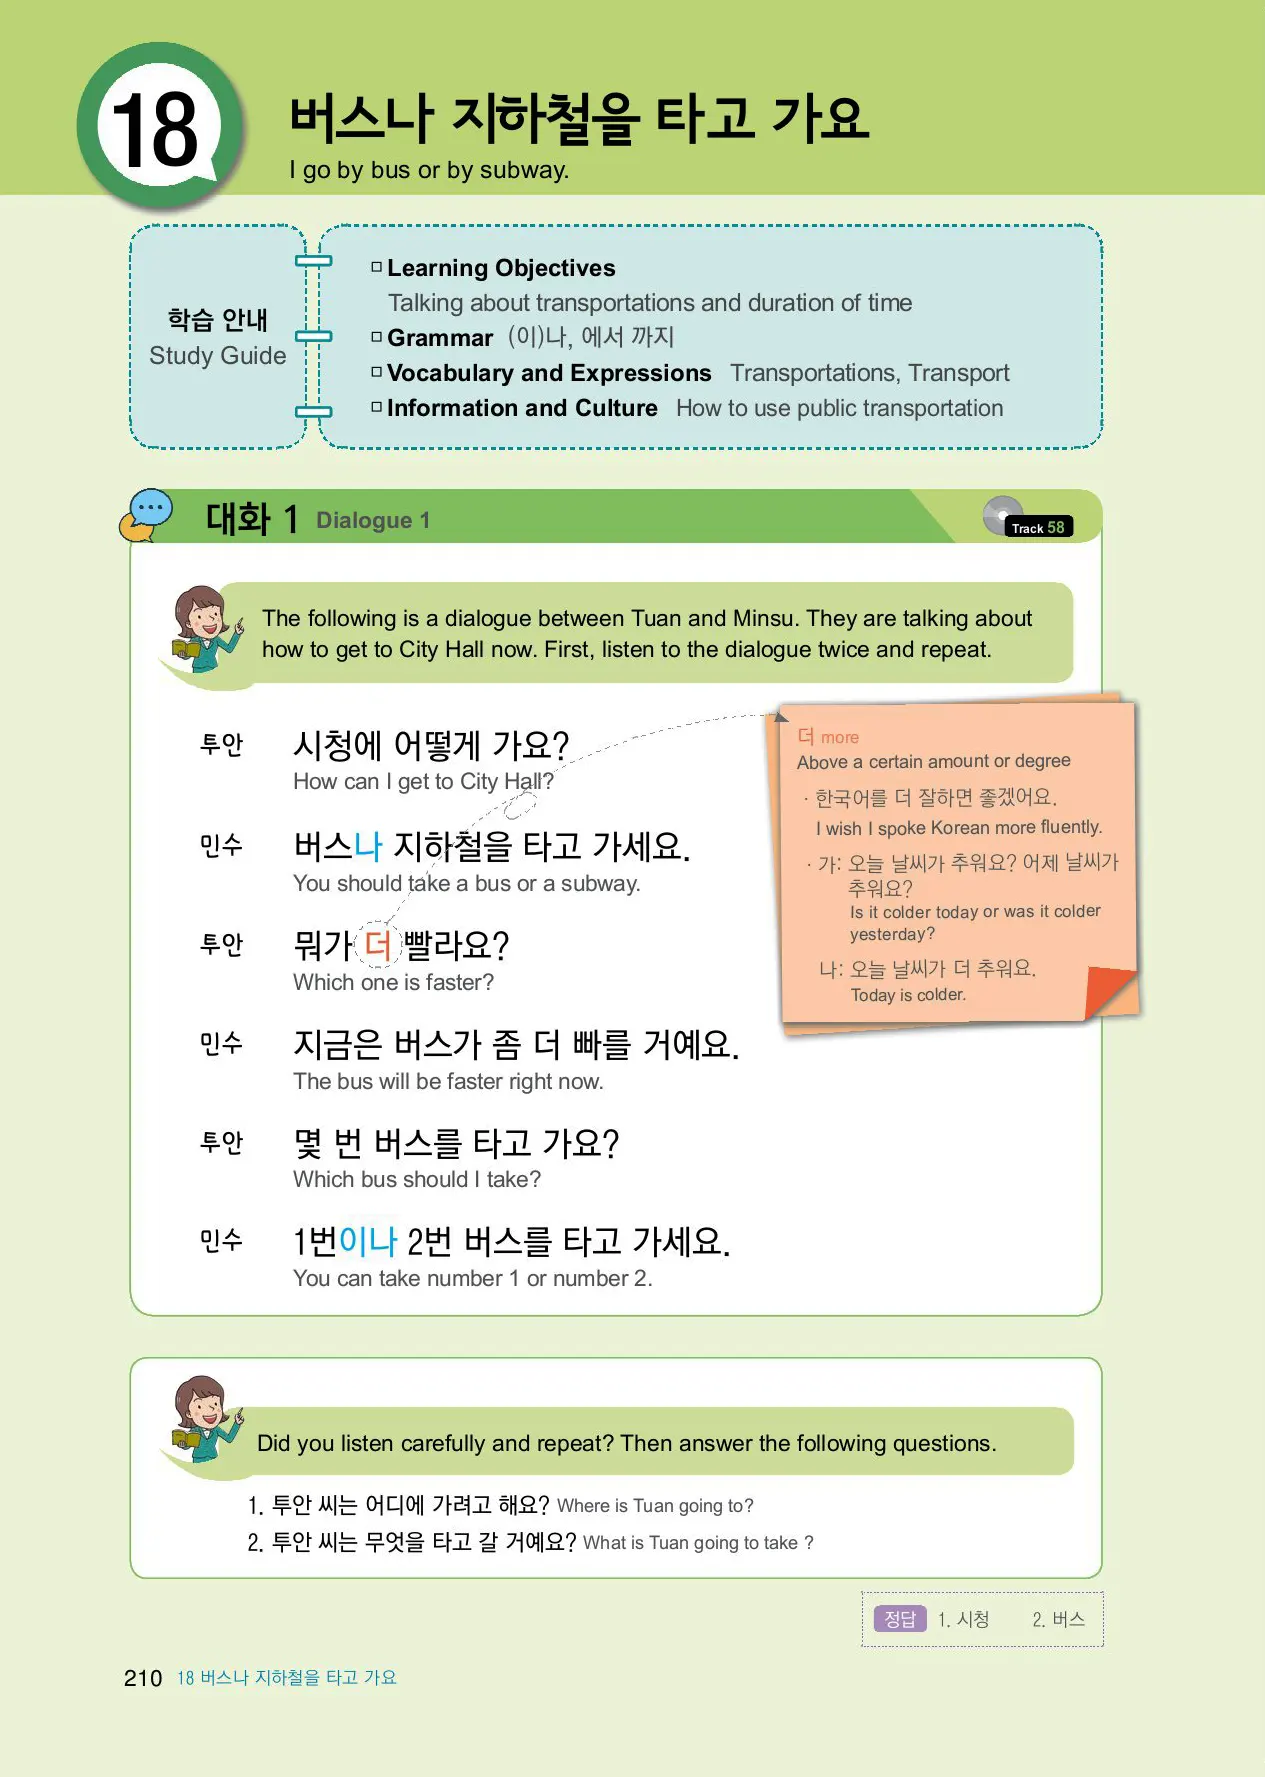 18
버스나 지하철을 타고 가요
I go by bus or by subway.
학습 안내
Study Guide
Learning Objectives
Talking about transportations and duration of time
Grammar (이)나, 에서 까지
Vocabulary and Expressions Transportations, Transport
Information and Culture How to use public transportation
대화 1 Dialogue 1
Track 58
The following is a dialogue between Tuan and Minsu. They are talking about
how to get to City Hall now. First, listen to the dialogue twice and repeat.
투안 시청에 어떻게 가요?
How can I get to City Hall?
민수 버스나 지하철을 타고 가세요.
You should take a bus or a subway.
투안 뭐가 더 빨라요?
Which one is faster?
민수 지금은 버스가 좀 더 빠를 거예요.
The bus will be faster right now.
투안 몇 번 버스를 타고 가요?
Which bus should I take?
민수 1번이나 2번 버스를 타고 가세요.
You can take number 1 or number 2.
더 more
Above a certain amount or degree
· 한국어를 더 잘하면 좋겠어요.
I wish I spoke Korean more fluently.
· 가: 오늘 날씨가 추워요? 어제 날씨가
추워요?
Is it colder today or was it colder
yesterday?
나: 오늘 날씨가 더 추워요.
Today is colder.
Did you listen carefully and repeat? Then answer the following questions.
1. 투안 씨는 어디에 가려고 해요? Where is Tuan going to?
2. 투안 씨는 무엇을 타고 갈 거예요? What is Tuan going to take ?
정답 1. 시청 2. 버스
210 18 버스나 지하철을 타고 가요